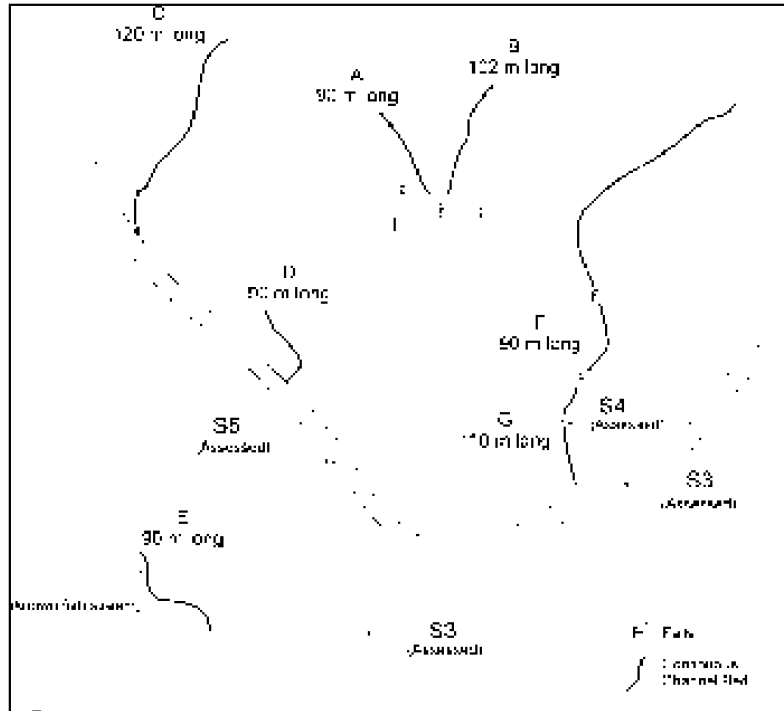 C
120 m long
B
102 m long
A
90 m long
D
90 m long
F
90 m long
G
110 m long
S4
(Assessed)
S5
(Assessed)
S3
(Assessed)
E
90 m long
S3
(Assessed)
Falls
Continuous
Channel Bed